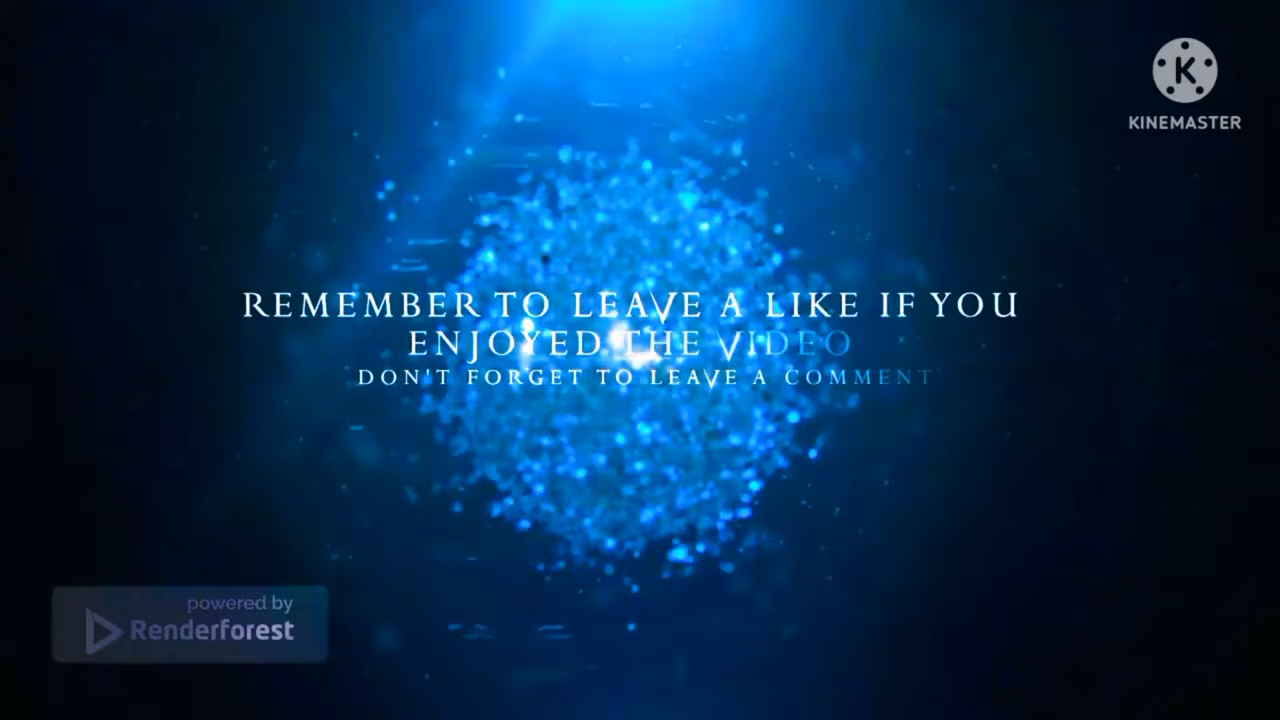 KINEMASTER
REMEMBER TO LEAVE A LIKE IF YOU
ENJOYED THE VIDEO
DON'T FORGET TO LEAVE A COMMENT
powered by
Renderforest